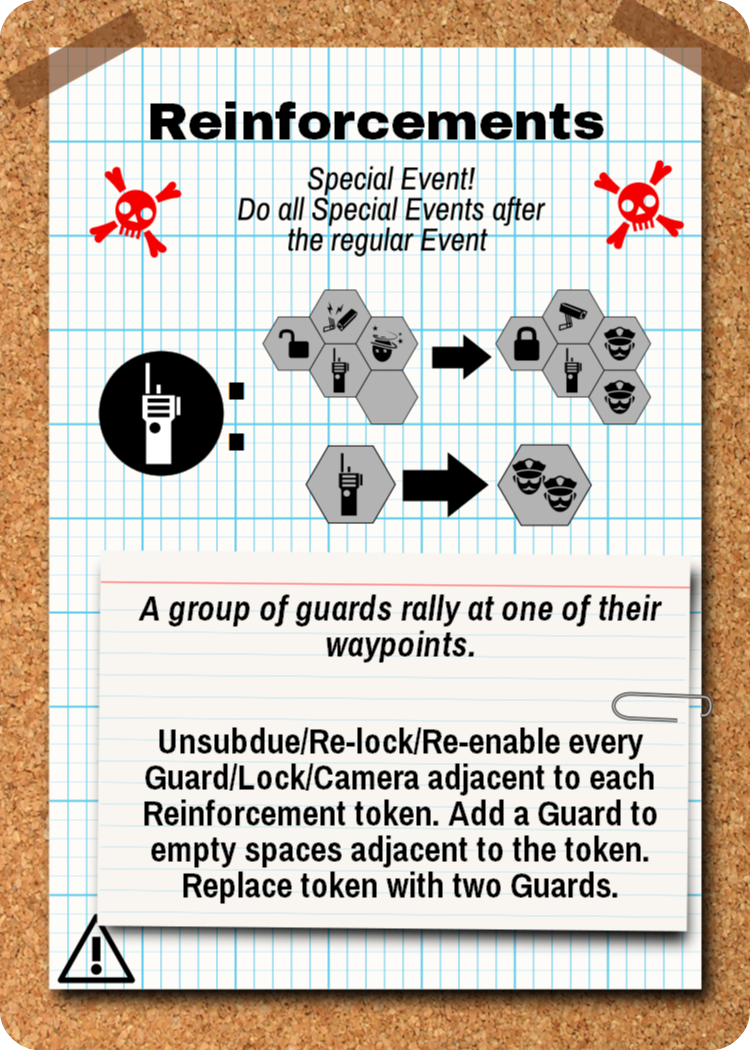 Reinforcements
Special Event!
Do all Special Events after
the regular Event
:
A group of guards rally at one of their
waypoints.
Unsubdue/Re-lock/Re-enable every
Guard/Lock/Camera adjacent to each
Reinforcement token. Add a Guard to
empty spaces adjacent to the token.
Replace token with two Guards.